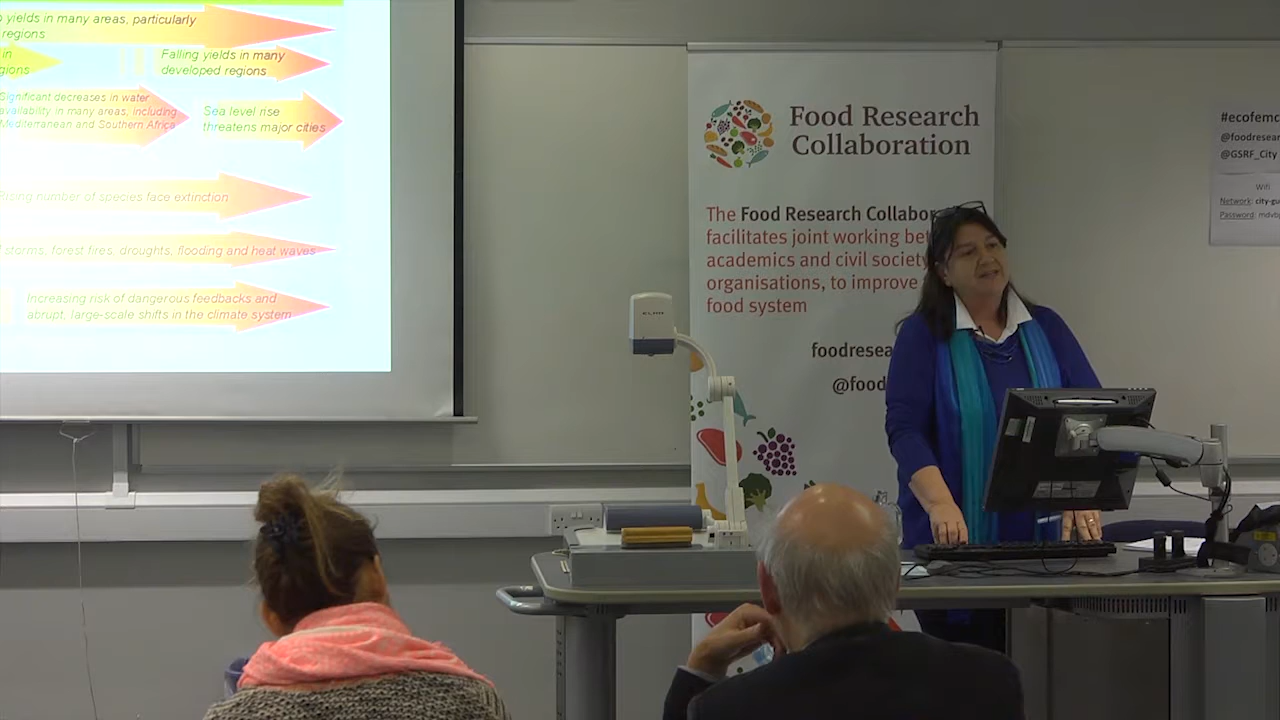 yields in many areas, particularly
regions
in
Falling yields in many
developed regions
Significant decreases in water
availability in many areas, including
Mediterranean and Southern Africa
Sea level rise
threatens major cities
Rising number of species face extinction
storms, forest fires, droughts, flooding and heat waves
Increasing risk of dangerous feedbacks and
abrupt, large-scale shifts in the climate system
Food Research
Collaboration
The Food Research Collabo
facilitates joint working be
academics and civil society
organisations, to improve
food system
foodresea
@food
#ecofemc
@foodresear
@GSRF_City
Wifi
Network: city-gu
Password: mdvb
ELMO